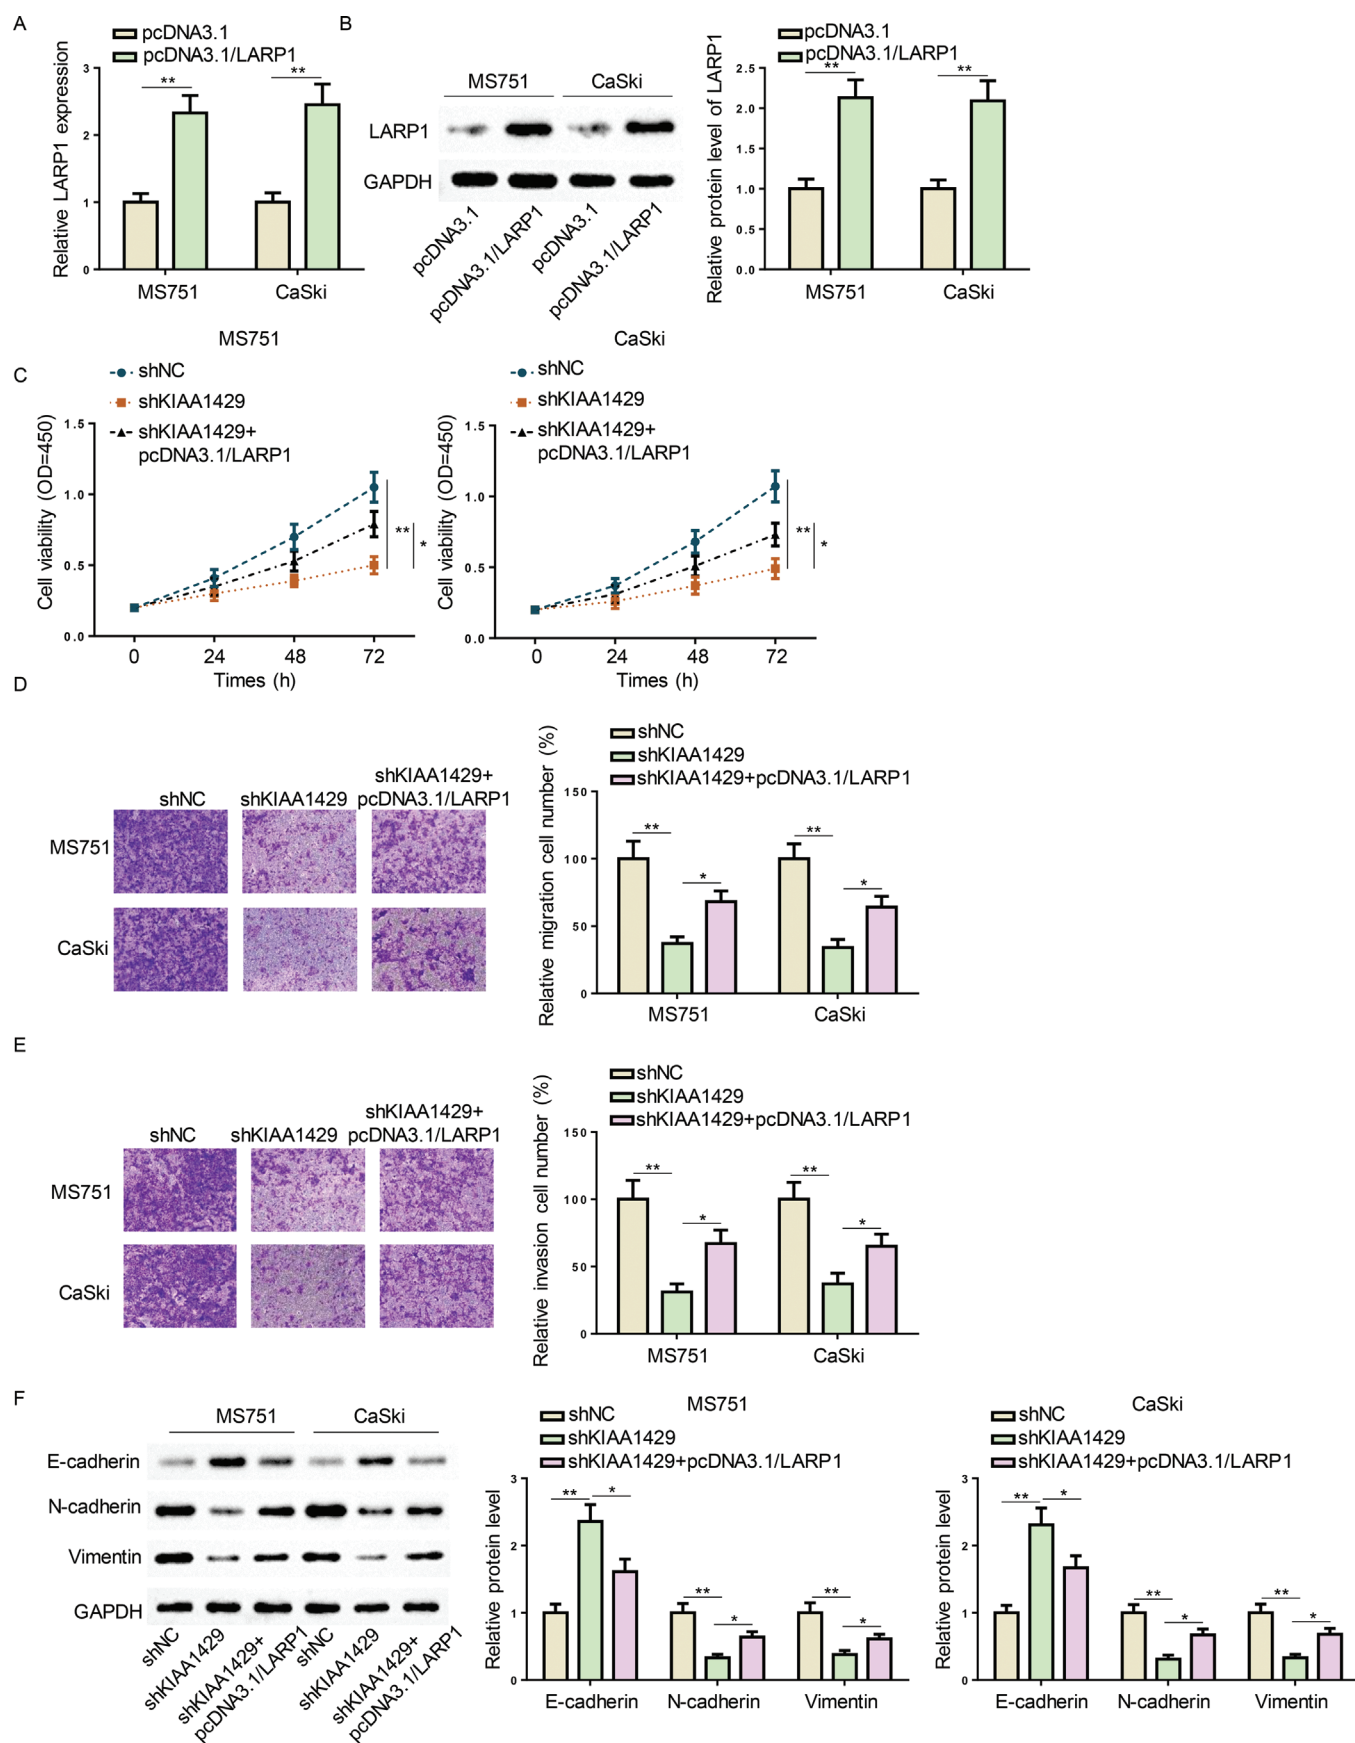 A
pcDNA3.1
pcDNA3.1/LARP1
Relative LARP1 expression
3
2
1
0
**
**
MS751
CaSki
B
MS751
CaSki
LARP1
GAPDH
pcDNA3.1
pcDNA3.1/LARP1
pcDNA3.1
pcDNA3.1/LARP1
pcDNA3.1
pcDNA3.1/LARP1
Relative protein level of LARP1
2.5
2.0
1.5
1.0
0.5
0.0
**
**
MS751
CaSki
C
MS751
shNC
shKIAA1429
shKIAA1429+
pcDNA3.1/LARP1
Cell viability (OD=450)
1.5
1.0
0.5
0.0
**
*
0
24
48
72
Times (h)
CaSki
shNC
shKIAA1429
shKIAA1429+
pcDNA3.1/LARP1
Cell viability (OD=450)
1.5
1.0
0.5
0.0
**
*
0
24
48
72
Times (h)
D
shNC
shKIAA1429
shKIAA1429+
pcDNA3.1/LARP1
MS751
CaSki
shNC
shKIAA1429
shKIAA1429+pcDNA3.1/LARP1
Relative migration cell number (%)
150
100
50
0
**
*
**
*
MS751
CaSki
E
shNC
shKIAA1429
shKIAA1429+
pcDNA3.1/LARP1
MS751
CaSki
shNC
shKIAA1429
shKIAA1429+pcDNA3.1/LARP1
Relative invasion cell number (%)
150
100
50
0
**
*
**
*
MS751
CaSki
F
MS751
CaSki
E-cadherin
N-cadherin
Vimentin
GAPDH
shNC
shKIAA1429
shKIAA1429+
pcDNA3.1/LARP1
shNC
shKIAA1429
shKIAA1429+
pcDNA3.1/LARP1
MS751
shNC
shKIAA1429
shKIAA1429+pcDNA3.1/LARP1
Relative protein level
3
2
1
0
**
*
**
*
**
*
E-cadherin
N-cadherin
Vimentin
CaSki
shNC
shKIAA1429
shKIAA1429+pcDNA3.1/LARP1
Relative protein level
3
2
1
0
**
*
**
*
**
*
E-cadherin
N-cadherin
Vimentin